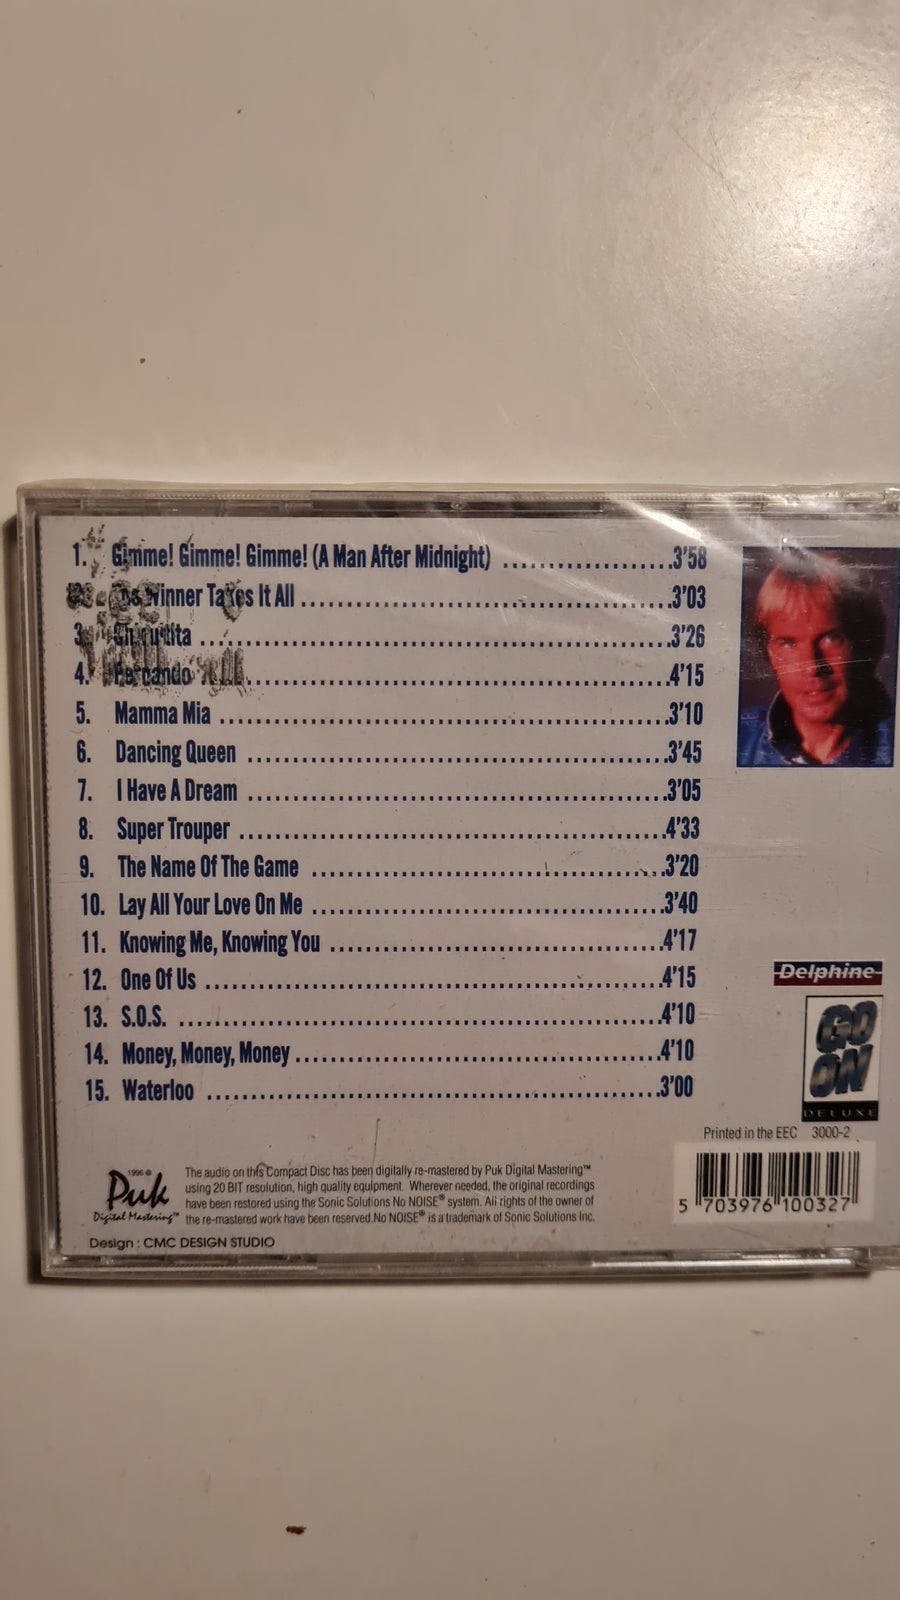 1. Gimme! Gimme! Gimme! (A Man After Midnight) 3'58
Winner Takes It All 3'03
3. 3'26
4. Fernando 4'15
5. Mamma Mia 3'10
6. Dancing Queen 3'45
7. I Have A Dream 3'05
8. Super Trouper 4'33
9. The Name Of The Game 3'20
10. Lay All Your Love On Me 3'40
11. Knowing Me, Knowing You 4'17
12. One Of Us 4'15
13. S.O.S. 4'10
14. Money, Money, Money 4'10
15. Waterloo 3'00
Delphine
GO
ON
DELUXE
Printed in the EEC 3000-2
5 703976 100327
1996 ©
Puk
Digital Mastering™
The audio on this Compact Disc has been digitally re-mastered by Puk Digital Mastering™
using 20 BIT resolution, high quality equipment. Wherever needed, the original recordings
have been restored using the Sonic Solutions No NOISE® system. All rights of the owner of
the re-mastered work have been reserved.No NOISE® is a trademark of Sonic Solutions Inc.
Design : CMC DESIGN STUDIO